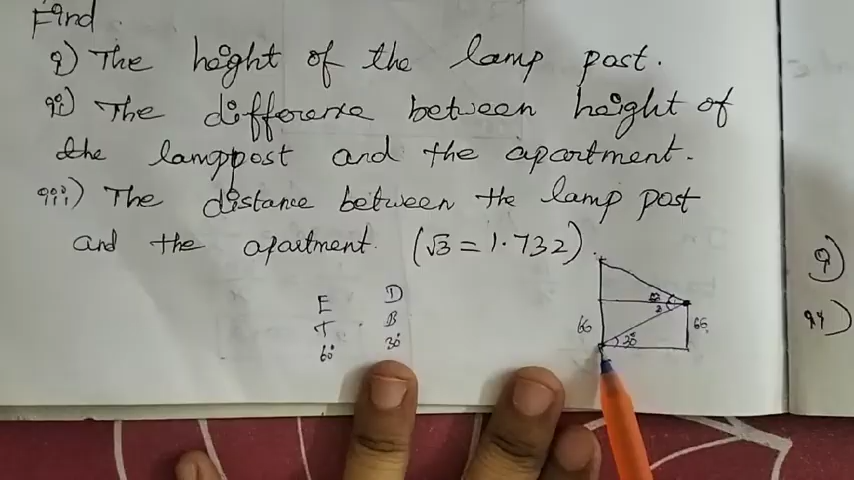 Find
i) The height of the lamp post.
ii) The difference between height of
the lamppost and the apartment.
iii) The distance between the lamp post
and the apartment. (√3 = 1.732)
E D
T B
60° 30°
66 30° 66
i)
ii)